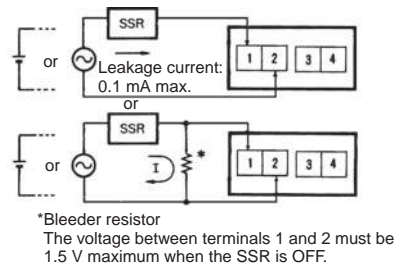 SSR
or
Leakage current:
0.1 mA max.
1 2 3 4
or
SSR
or
I
*
1 2 3 4
*Bleeder resistor
The voltage between terminals 1 and 2 must be
1.5 V maximum when the SSR is OFF.